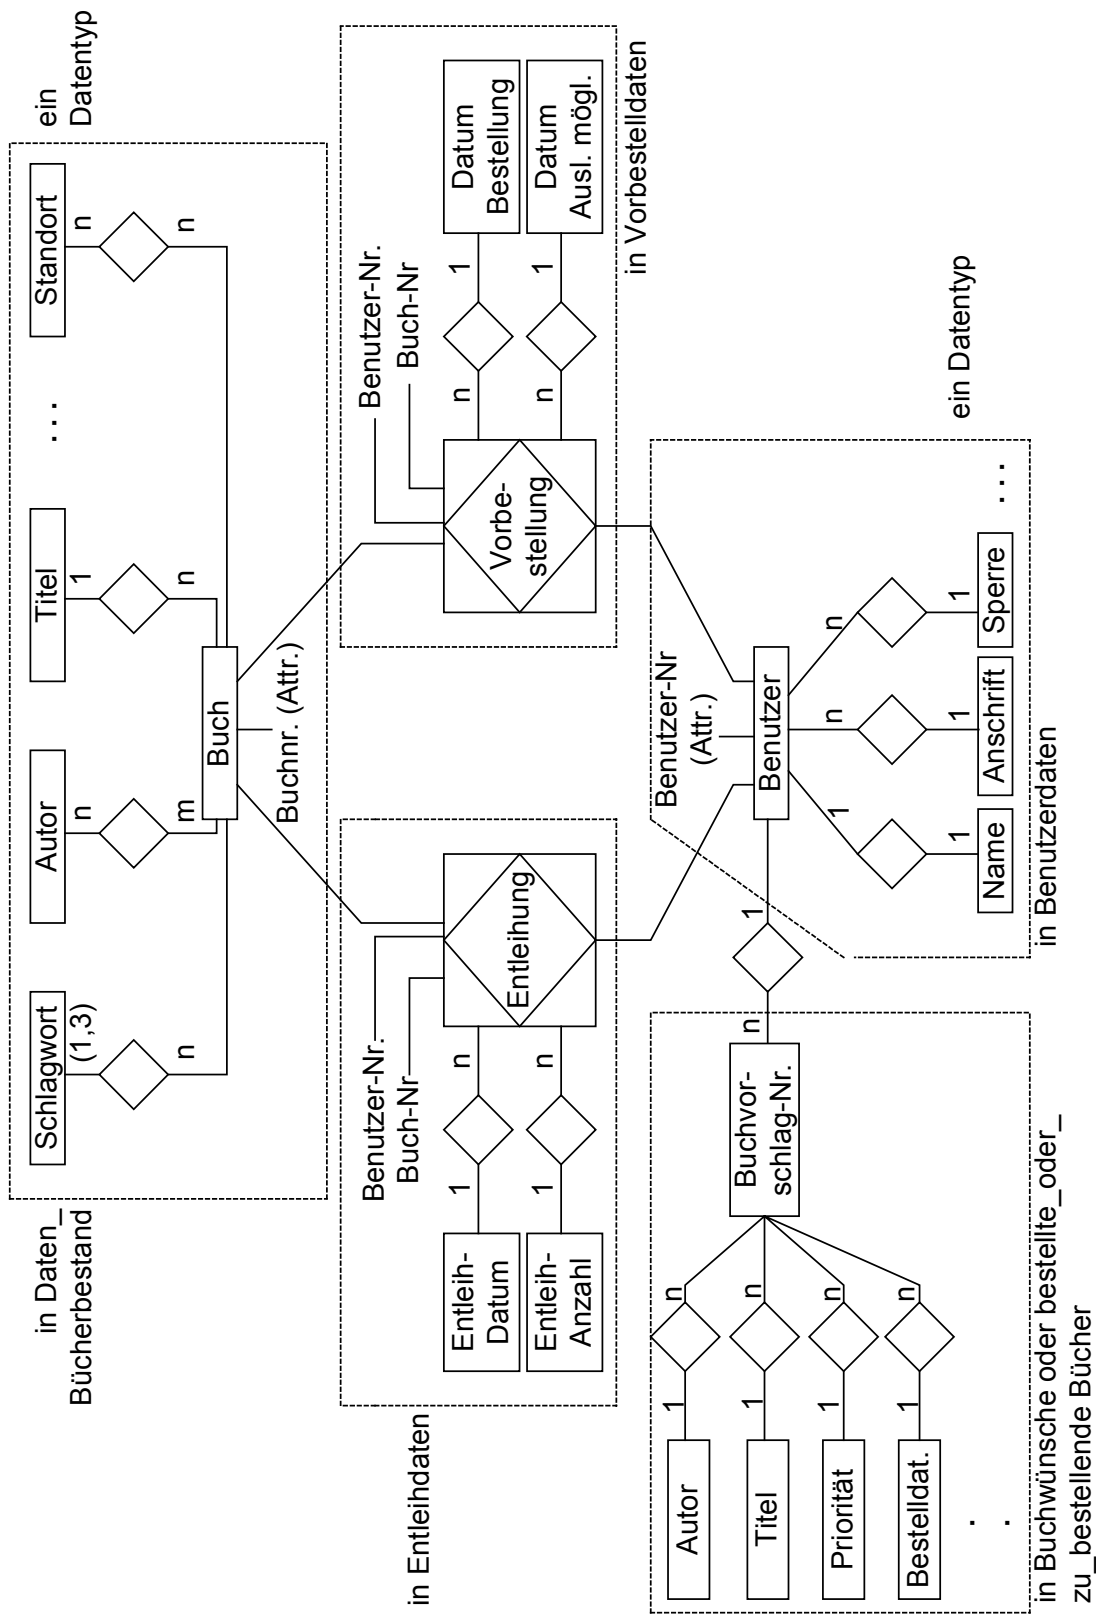 in Daten_
Bücherbestand
Schlagwort
Autor
Titel
. . .
Standort
ein
Datentyp
(1,3)
n
1
n
n
m
n
n
Buch
Buchnr. (Attr.)
in Entleihdaten
Benutzer-Nr.
Buch-Nr
Benutzer-Nr.
Buch-Nr
Entleih-
Datum
1
n
Entleih-
Anzahl
1
n
Entleihung
Vorbe-
stellung
n
1
Datum
Bestellung
n
1
Datum
Ausl. mögl.
in Vorbestelldaten
Benutzer-Nr
(Attr.)
Autor
1
n
Titel
1
n
Priorität
1
n
Bestelldat.
1
n
.
.
Buchvor-
schlag-Nr.
n
1
Benutzer
1
n
n
1
1
1
Name
Anschrift
Sperre
. . .
ein Datentyp
in Benutzerdaten
in Buchwünsche oder bestellte_oder_
zu_bestellende Bücher